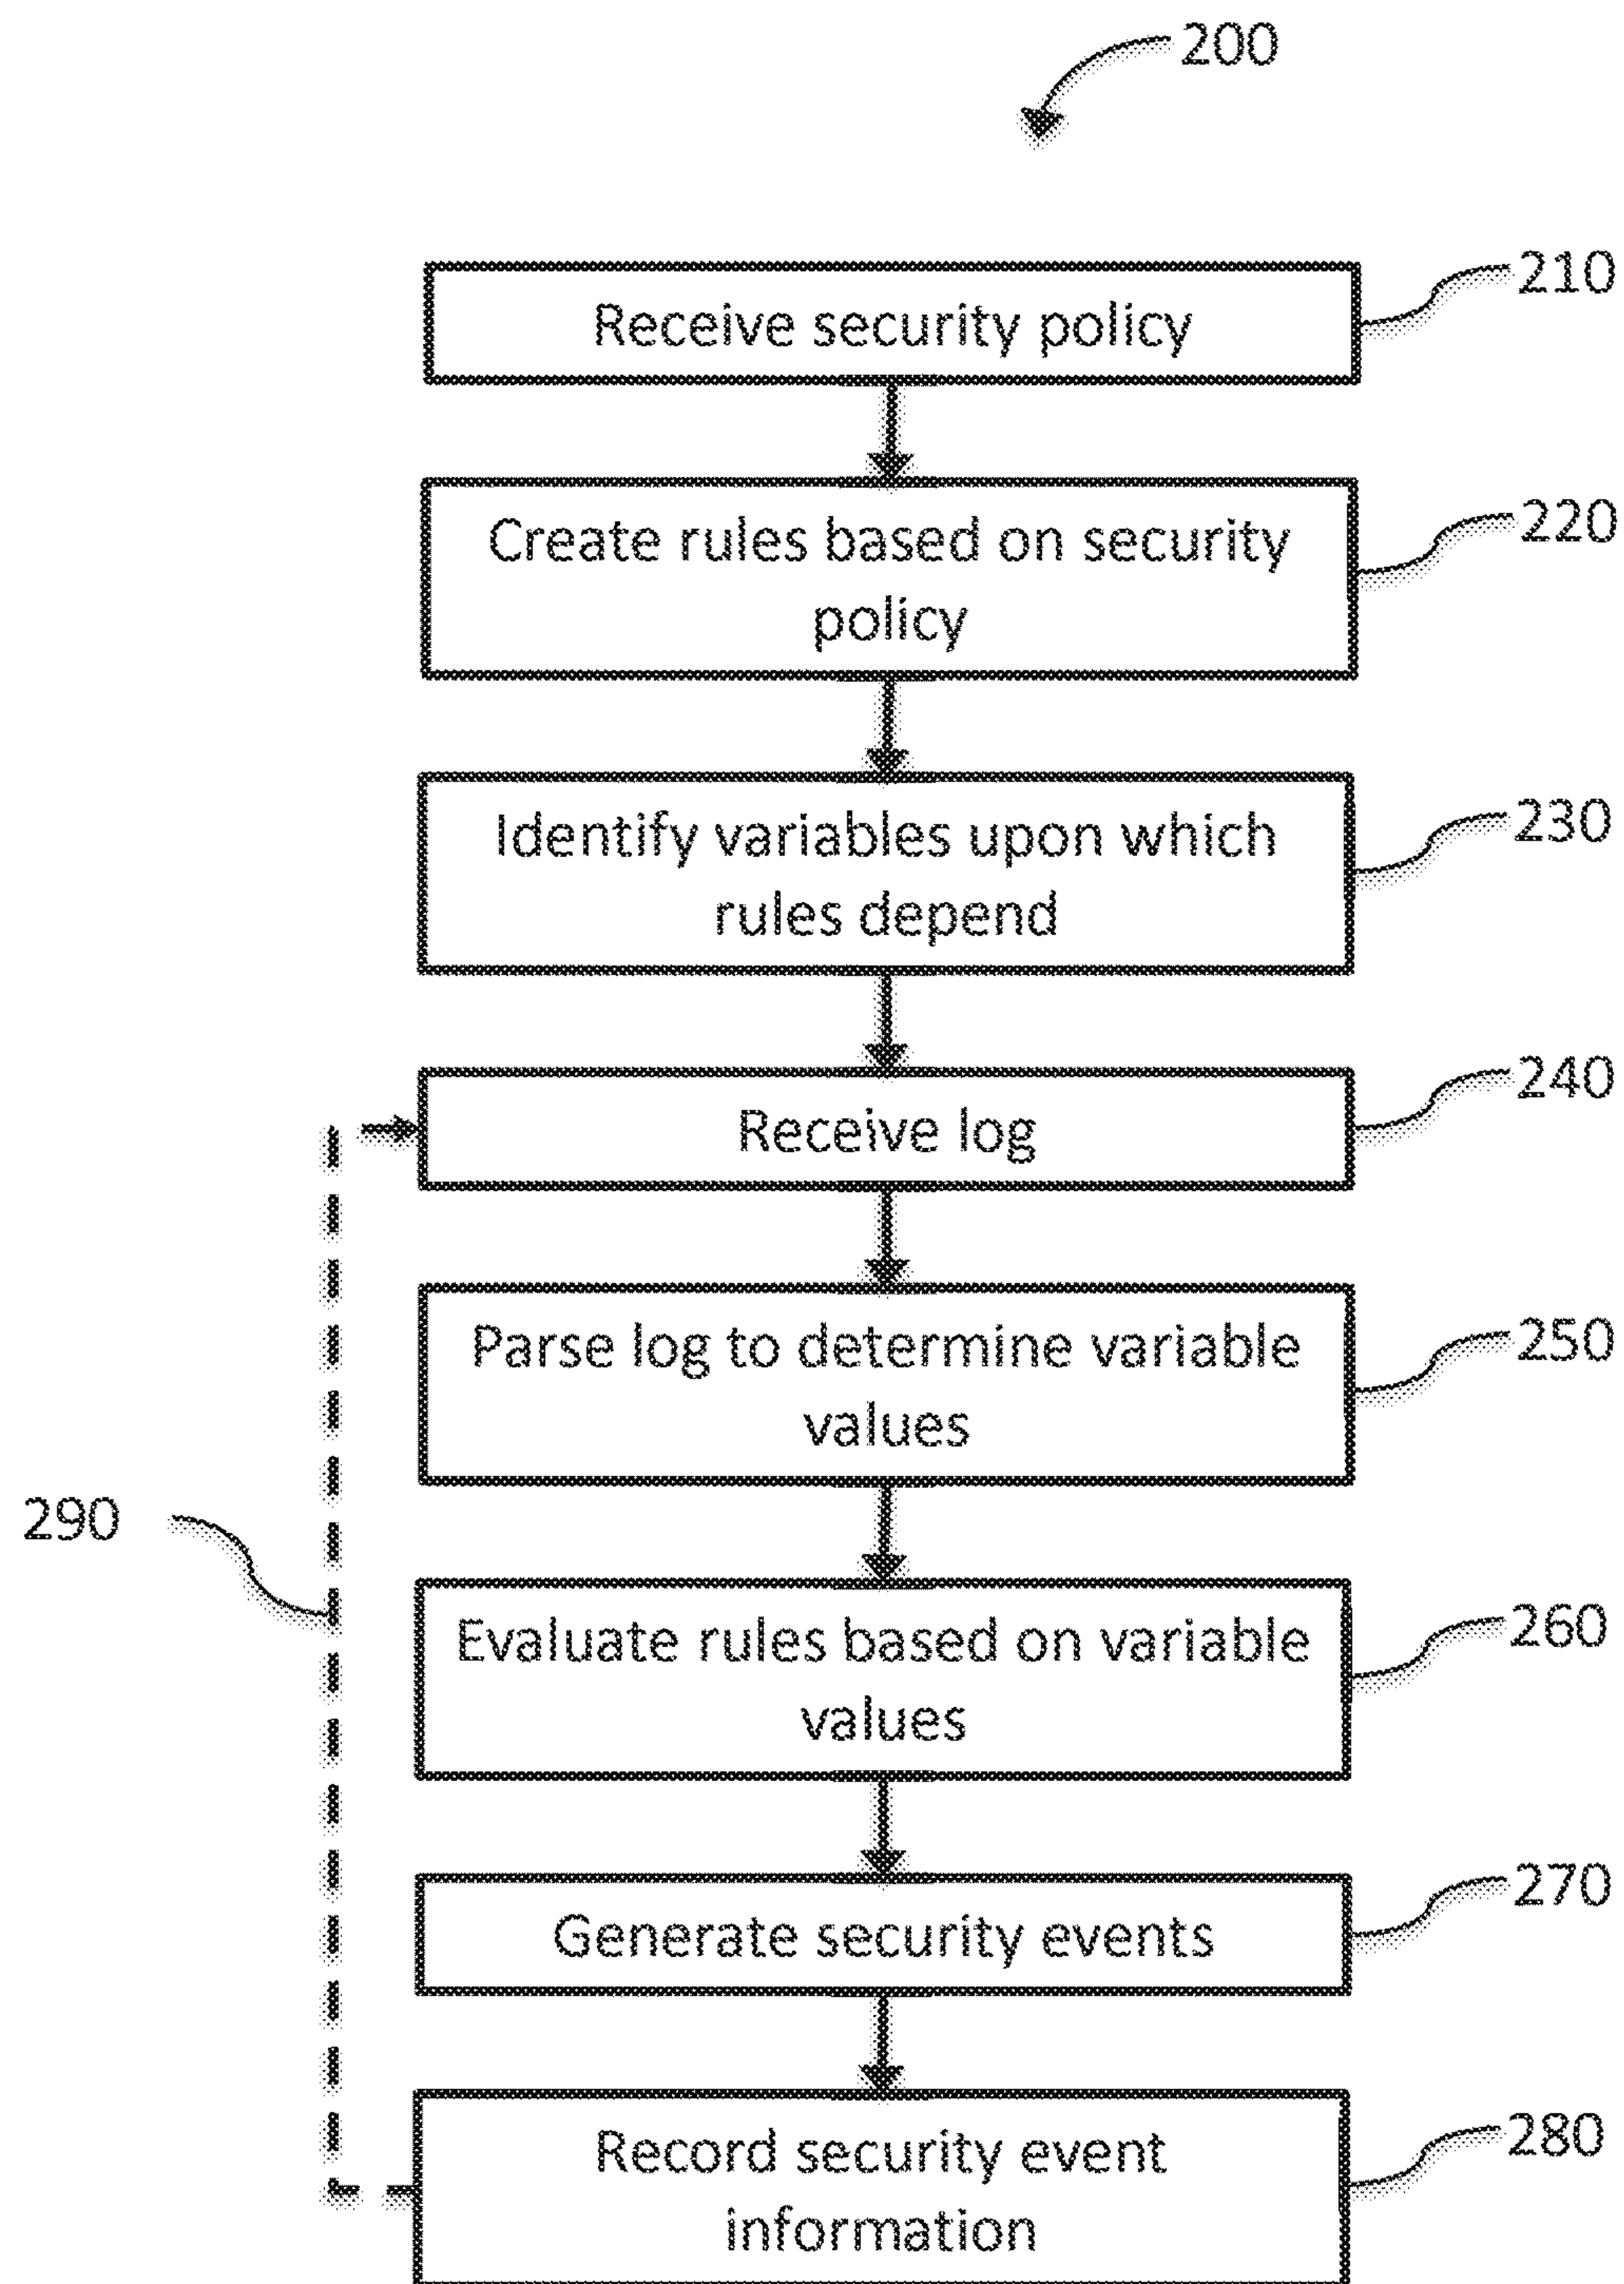 200
Receive security policy
210
Create rules based on security
policy
220
Identify variables upon which
rules depend
230
Receive log
240
Parse log to determine variable
values
250
290
Evaluate rules based on variable
values
260
Generate security events
270
Record security event
information
280